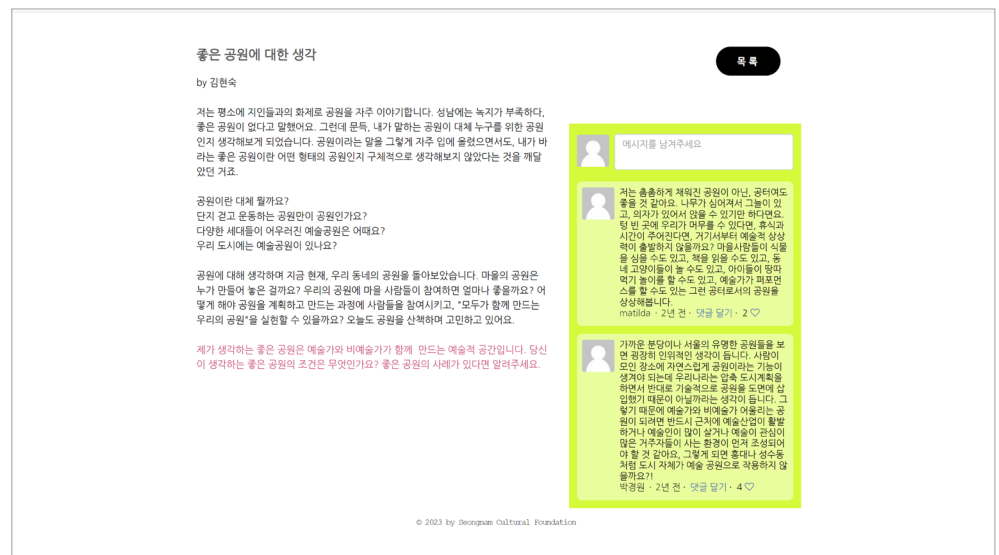 좋은 공원에 대한 생각
목록
by 김현숙
저는 평소에 지인들과의 화제로 공원을 자주 이야기합니다. 성남에는 녹지가 부족하다,
좋은 공원이 없다고 말했어요. 그런데 문득, 내가 말하는 공원이 대체 누구를 위한 공원
인지 생각해보게 되었습니다. 공원이라는 말을 그렇게 자주 입에 올렸으면서도, 내가 바
라는 좋은 공원이란 어떤 형태의 공원인지 구체적으로 생각해보지 않았다는 것을 깨달
았던 거죠.
공원이란 대체 뭘까요?
단지 걷고 운동하는 공원만이 공원인가요?
다양한 세대들이 어우러진 예술공원은 어때요?
우리 도시에는 예술공원이 있나요?
공원에 대해 생각하며 지금 현재, 우리 동네의 공원을 돌아보았습니다. 마을의 공원은
누가 만들어 놓은 걸까요? 우리의 공원에 마을 사람들이 참여하면 얼마나 좋을까요? 어
떻게 해야 공원을 계획하고 만드는 과정에 사람들을 참여시키고, "모두가 함께 만드는
우리의 공원"을 실현할 수 있을까요? 오늘도 공원을 산책하며 고민하고 있어요.
제가 생각하는 좋은 공원은 예술가와 비예술가가 함께 만드는 예술적 공간입니다. 당신
이 생각하는 좋은 공원의 조건은 무엇인가요? 좋은 공원의 사례가 있다면 알려주세요.
메시지를 남겨주세요
저는 촘촘하게 채워진 공원이 아닌, 공터여도
좋을 것 같아요. 나무가 심어져서 그늘이 있
고, 의자가 있어서 앉을 수 있기만 하다면요.
텅 빈 곳에 우리가 머무를 수 있다면, 휴식과
시간이 주어진다면, 거기서부터 예술적 상상
력이 출발하지 않을까요? 마을사람들이 식물
을 심을 수도 있고, 책을 읽을 수도 있고, 동
네 고양이들이 놀 수도 있고, 아이들이 땅따
먹기 놀이를 할 수도 있고, 예술가가 퍼포먼
스를 할 수도 있는 그런 공터로서의 공원을
상상해봅니다.
matilda · 2년 전 · 댓글 달기 · 2 ♡
가까운 분당이나 서울의 유명한 공원들을 보
면 굉장히 인위적인 생각이 듭니다. 사람이
모인 장소에 자연스럽게 공원이라는 기능이
생겨야 되는데 우리나라는 압축 도시계획을
하면서 반대로 기술적으로 공원을 도면에 삽
입했기 때문이 아닐까라는 생각이 듭니다. 그
렇기 때문에 예술가와 비예술가 어울리는 공
원이 되려면 반드시 근처에 예술산업이 활발
하거나 예술인이 많이 살거나 예술이 관심이
많은 거주자들이 사는 환경이 먼저 조성되어
야 할 것 같아요, 그렇게 되면 홍대나 성수동
처럼 도시 자체가 예술 공원으로 작용하지 않
을까요?!
박경원 · 2년 전 · 댓글 달기 · 4 ♡
© 2023 by Seongnam Cultural Foundation